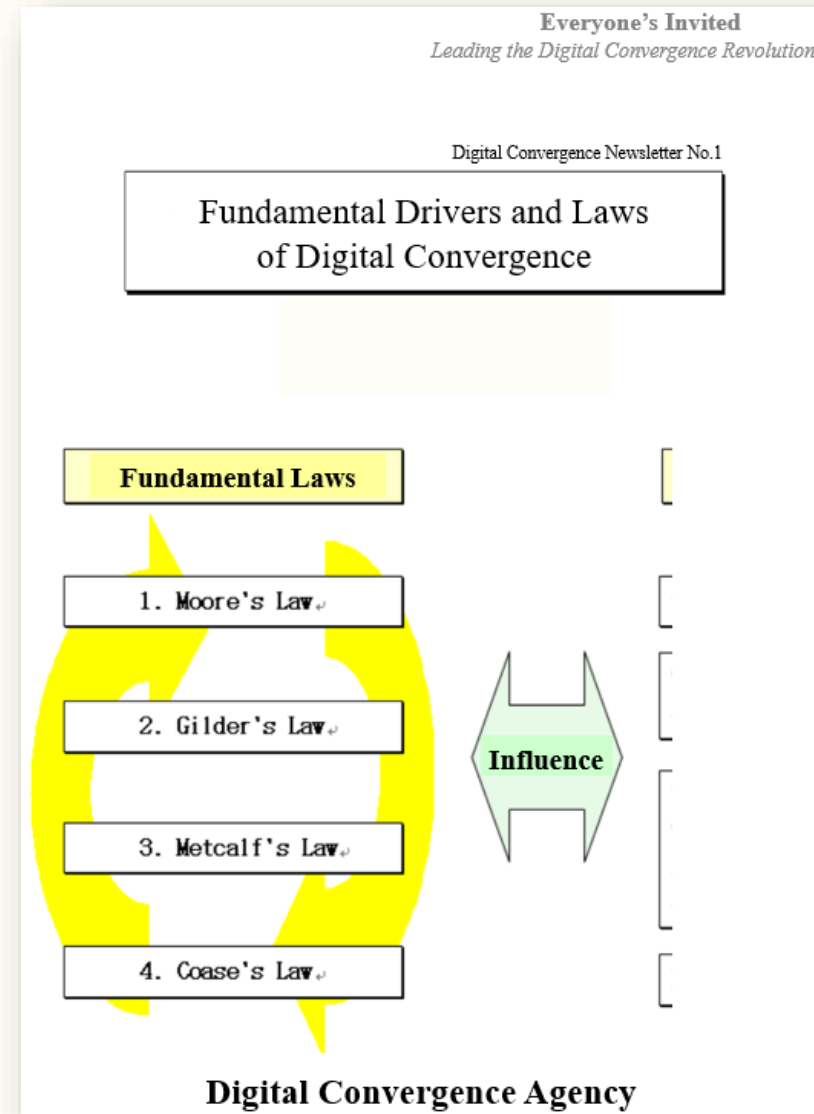 Everyone's Invited
Leading the Digital Convergence Revolution
Digital Convergence Newsletter No.1
Fundamental Drivers and Laws
of Digital Convergence
Fundamental Laws
1. Moore's Law↵
2. Gilder's Law↵
Influence
3. Metcalf's Law↵
4. Coase's Law↵
Digital Convergence Agency